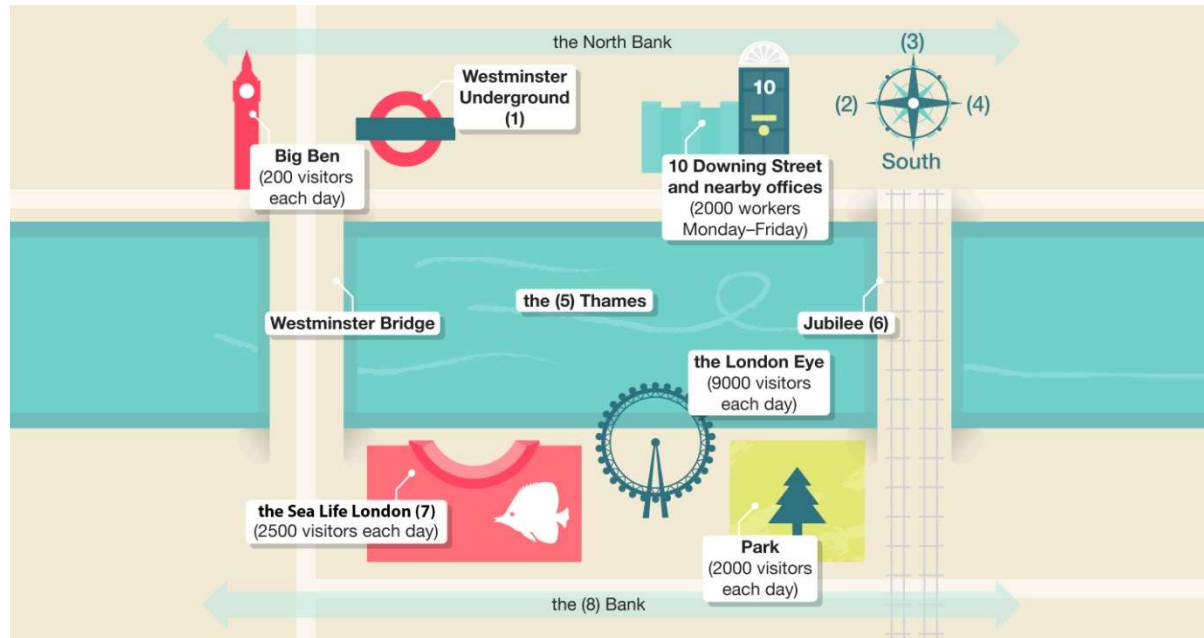 the North Bank
Westminster
Underground
(1)
10
(3)
(2)
(4)
South
Big Ben
(200 visitors
each day)
10 Downing Street
and nearby offices
(2000 workers
Monday–Friday)
the (5) Thames
Westminster Bridge
Jubilee (6)
the London Eye
(9000 visitors
each day)
the Sea Life London (7)
(2500 visitors each day)
Park
(2000 visitors
each day)
the (8) Bank